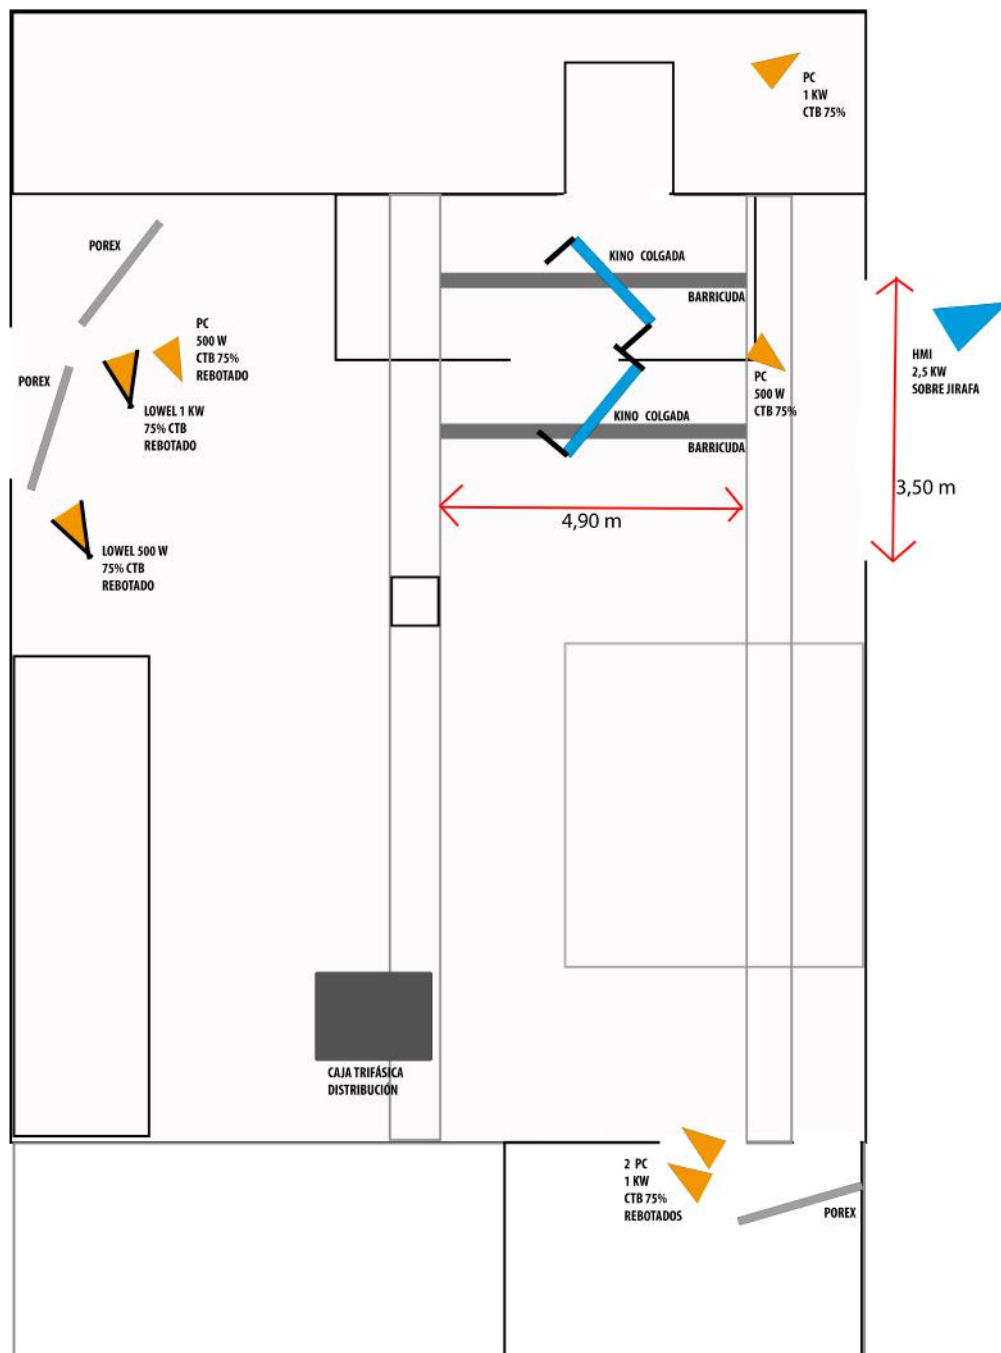 PC
1 KW
CTB 75%
POREX
KINO COLGADA
BARRICUDA
PC
500 W
CTB 75%
REBOTADO
POREX
LOWEL 1 KW
75% CTB
REBOTADO
HMI
2,5 KW
SOBRE JIRAFA
PC
500 W
CTB 75%
KINO COLGADA
BARRICUDA
3,50 m
4,90 m
LOWEL 500 W
75% CTB
REBOTADO
CAJA TRIFÁSICA
DISTRIBUCIÓN
2 PC
1 KW
CTB 75%
REBOTADOS
POREX